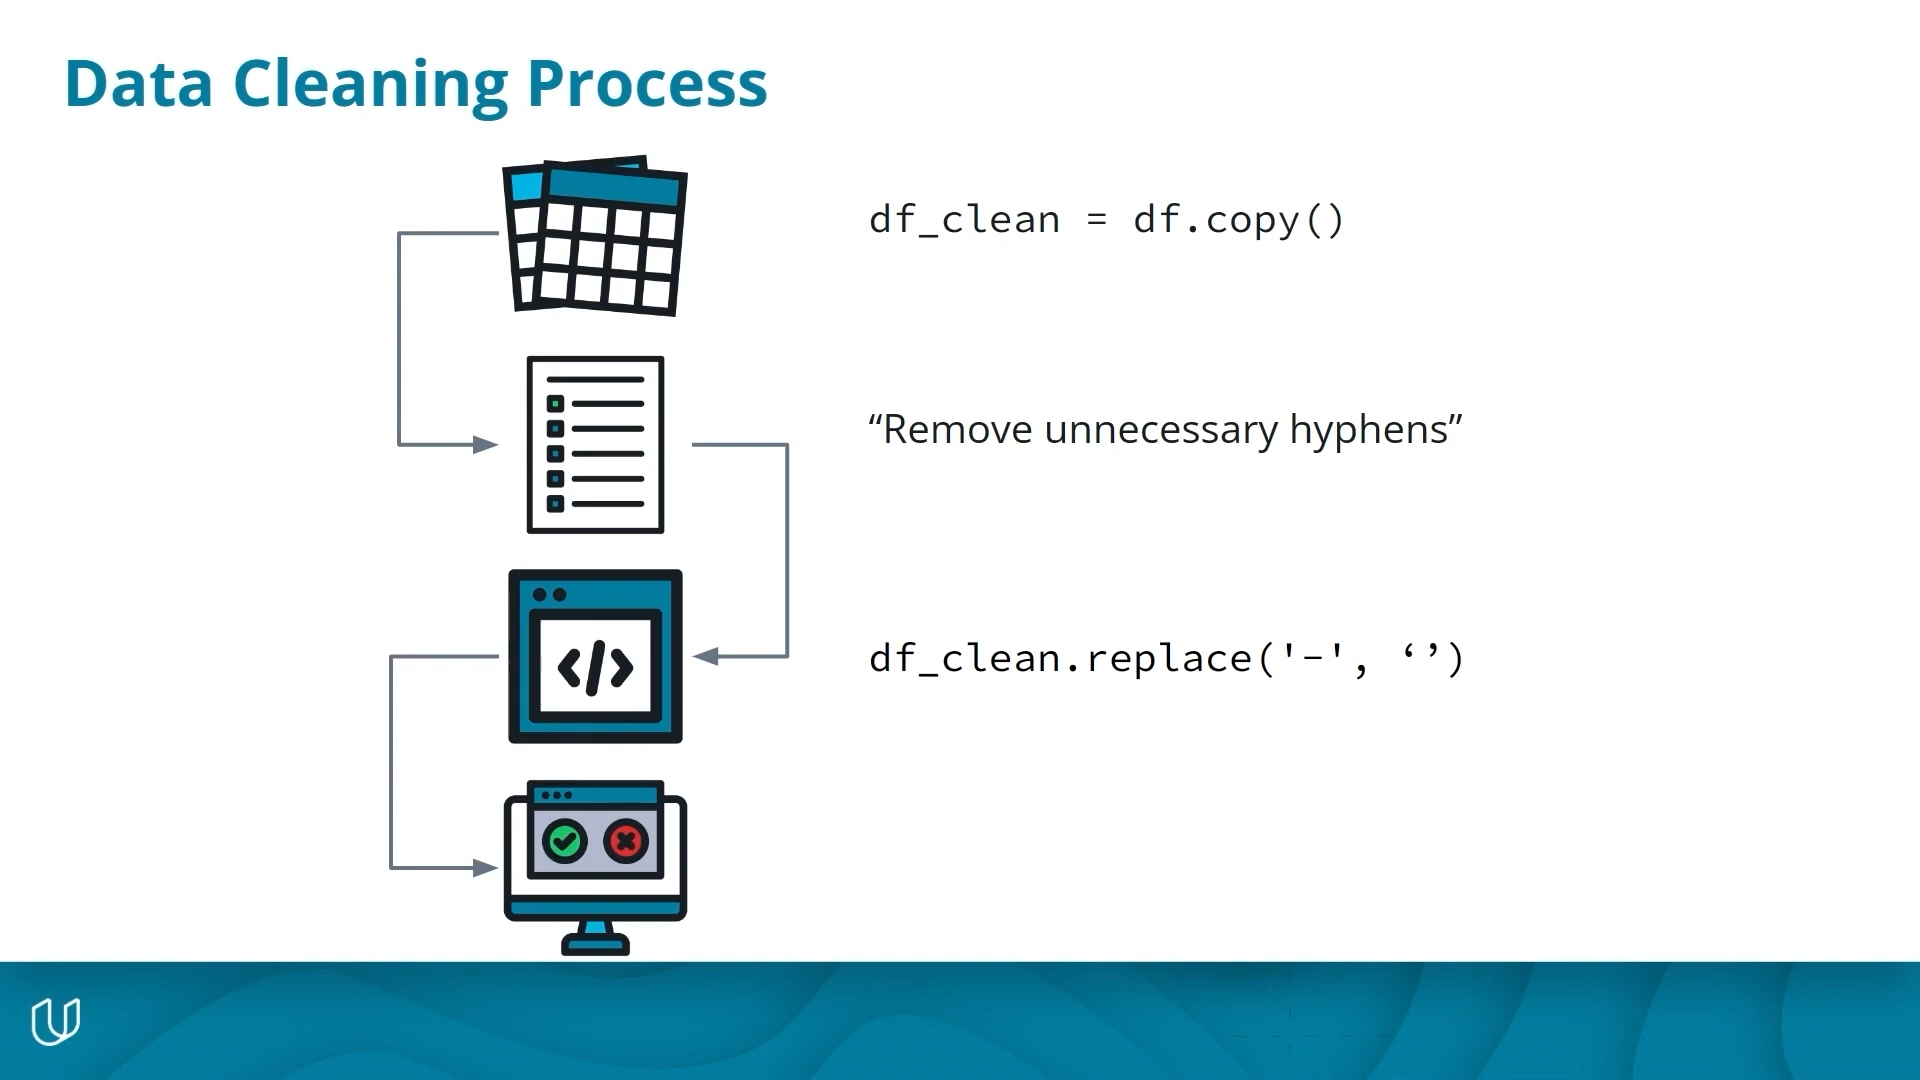 Data Cleaning Process
df_clean = df.copy()
“Remove unnecessary hyphens”
df_clean.replace('-', ‘’)